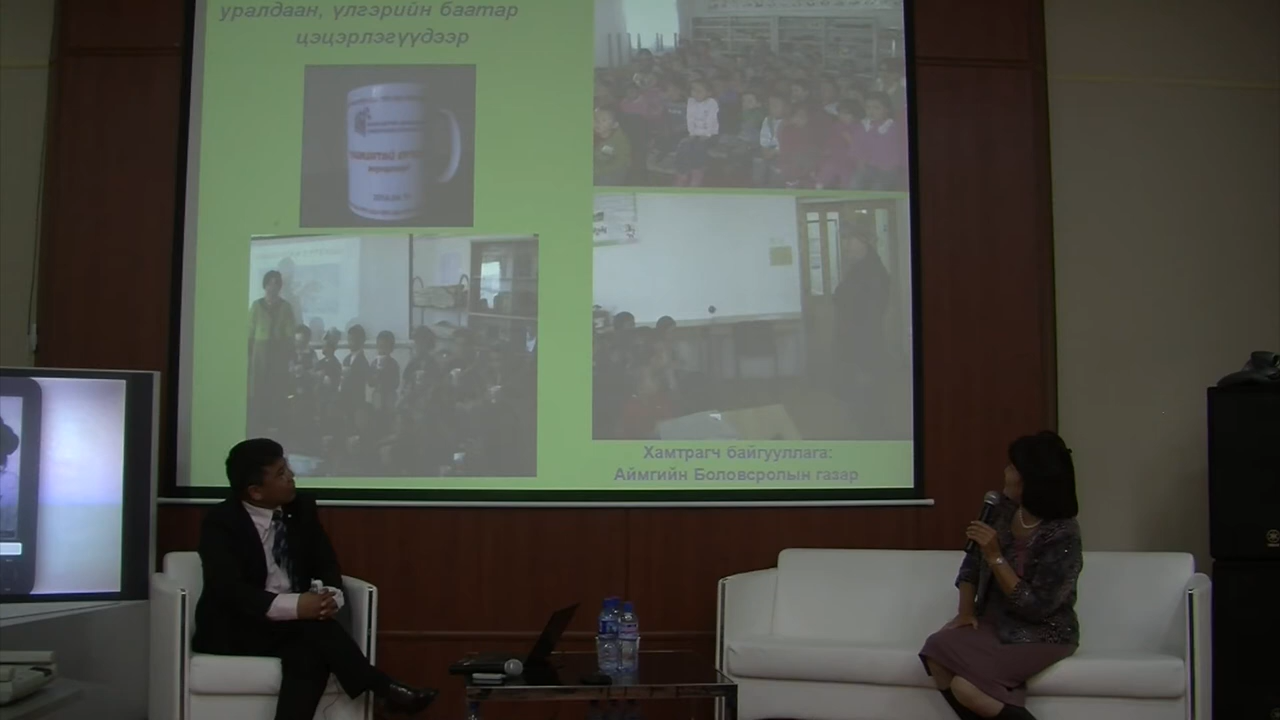 уралдаан, үлгэрийн баатар
цэцэрлэгүүдээр
Хамтрагч байгууллага:
Аймгийн Боловсролын газар